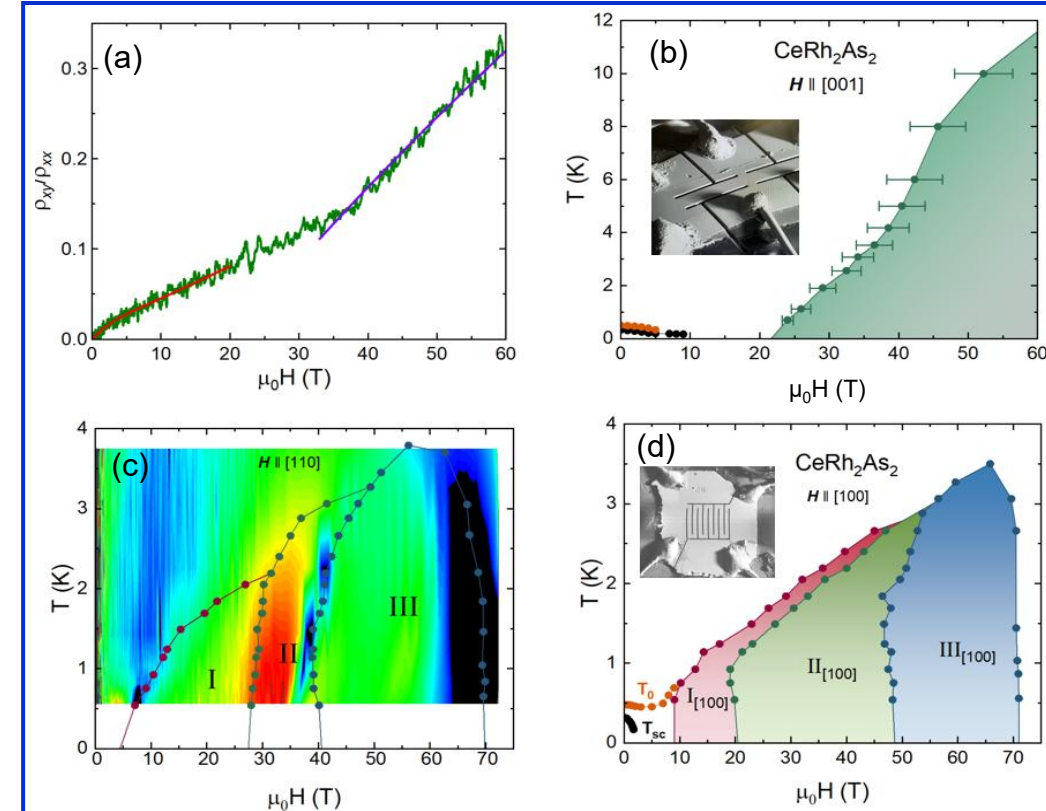 (a)
0.3
0.2
0.1
0.0
ρxy/ρxx
0 10 20 30 40 50 60
μ₀H (T)
(b)
CeRh₂As₂
H ∥ [001]
12
10
8
6
4
2
0
T (K)
0 10 20 30 40 50 60
μ₀H (T)
(c)
H ∥ [110]
4
3
2
1
0
T (K)
I
II
III
0 10 20 30 40 50 60 70
μ₀H (T)
(d)
CeRh₂As₂
H ∥ [100]
4
3
2
1
0
T (K)
T₀
Tsc
I[100]
II[100]
III[100]
0 10 20 30 40 50 60 70
μ₀H (T)